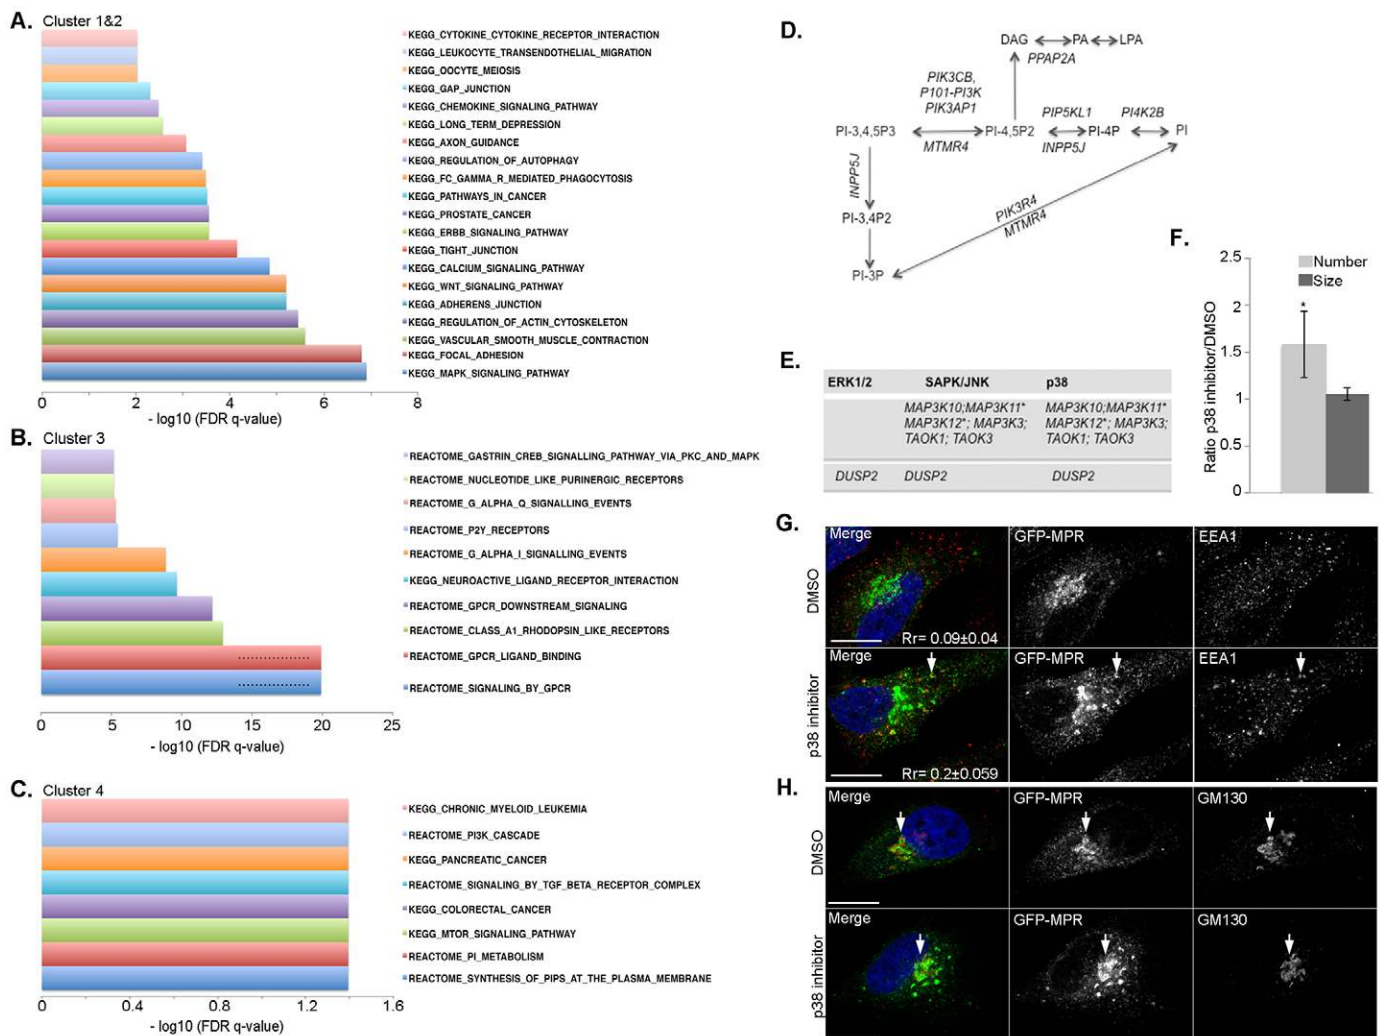 A. Cluster 1&2
KEGG_CYTOKINE_CYTOKINE_RECEPTOR_INTERACTION
KEGG_LEUKOCYTE_TRANSENDOTHELIAL_MIGRATION
KEGG_OOCYTE_MEIOSIS
KEGG_GAP_JUNCTION
KEGG_CHEMOKINE_SIGNALING_PATHWAY
KEGG_LONG_TERM_DEPRESSION
KEGG_AXON_GUIDANCE
KEGG_REGULATION_OF_AUTOPHAGY
KEGG_FC_GAMMA_R_MEDIATED_PHAGOCYTOSIS
KEGG_PATHWAYS_IN_CANCER
KEGG_PROSTATE_CANCER
KEGG_ERBB_SIGNALING_PATHWAY
KEGG_TIGHT_JUNCTION
KEGG_CALCIUM_SIGNALING_PATHWAY
KEGG_WNT_SIGNALING_PATHWAY
KEGG_ADHERENS_JUNCTION
KEGG_REGULATION_OF_ACTIN_CYTOSKELETON
KEGG_VASCULAR_SMOOTH_MUSCLE_CONTRACTION
KEGG_FOCAL_ADHESION
KEGG_MAPK_SIGNALING_PATHWAY
0 2 4 6 8
- log10 (FDR q-value)
B. Cluster 3
REACTOME_GASTRIN_CREB_SIGNALLING_PATHWAY_VIA_PKC_AND_MAPK
REACTOME_NUCLEOTIDE_LIKE_PURINERGIC_RECEPTORS
REACTOME_G_ALPHA_Q_SIGNALLING_EVENTS
REACTOME_P2Y_RECEPTORS
REACTOME_G_ALPHA_I_SIGNALLING_EVENTS
KEGG_NEUROACTIVE_LIGAND_RECEPTOR_INTERACTION
REACTOME_GPCR_DOWNSTREAM_SIGNALING
REACTOME_CLASS_A1_RHODOPSIN_LIKE_RECEPTORS
REACTOME_GPCR_LIGAND_BINDING
REACTOME_SIGNALING_BY_GPCR
0 5 10 15 20 25
- log10 (FDR q-value)
C. Cluster 4
KEGG_CHRONIC_MYELOID_LEUKEMIA
REACTOME_PI3K_CASCADE
KEGG_PANCREATIC_CANCER
REACTOME_SIGNALING_BY_TGF_BETA_RECEPTOR_COMPLEX
KEGG_COLORECTAL_CANCER
KEGG_MTOR_SIGNALING_PATHWAY
REACTOME_PI_METABOLISM
REACTOME_SYNTHESIS_OF_PIPS_AT_THE_PLASMA_MEMBRANE
0 0.4 0.8 1.2 1.6
- log10 (FDR q-value)
D.
DAG PA LPA
PPAP2A
PIK3CB,
P101-PI3K
PIK3AP1
PIP5KL1 PI4K2B
PI-3,4,5P3 PI-4,5P2 PI-4P PI
MTMR4 INPP5J
INPP5J
PI-3,4P2
PIK3R4
MTMR4
PI-3P
E.
ERK1/2 SAPK/JNK p38
MAP3K10;MAP3K11* MAP3K10;MAP3K11*
MAP3K12*; MAP3K3; MAP3K12*; MAP3K3;
TAOK1; TAOK3 TAOK1; TAOK3
DUSP2 DUSP2 DUSP2
F.
2.5
2
1.5
1
0.5
0
Ratio p38 inhibitor/DMSO
Number
Size
*
G.
DMSO
Merge GFP-MPR EEA1
Rr= 0.09±0.04
p38 inhibitor
Merge GFP-MPR EEA1
Rr= 0.2±0.059
H.
DMSO
Merge GFP-MPR GM130
p38 inhibitor
Merge GFP-MPR GM130